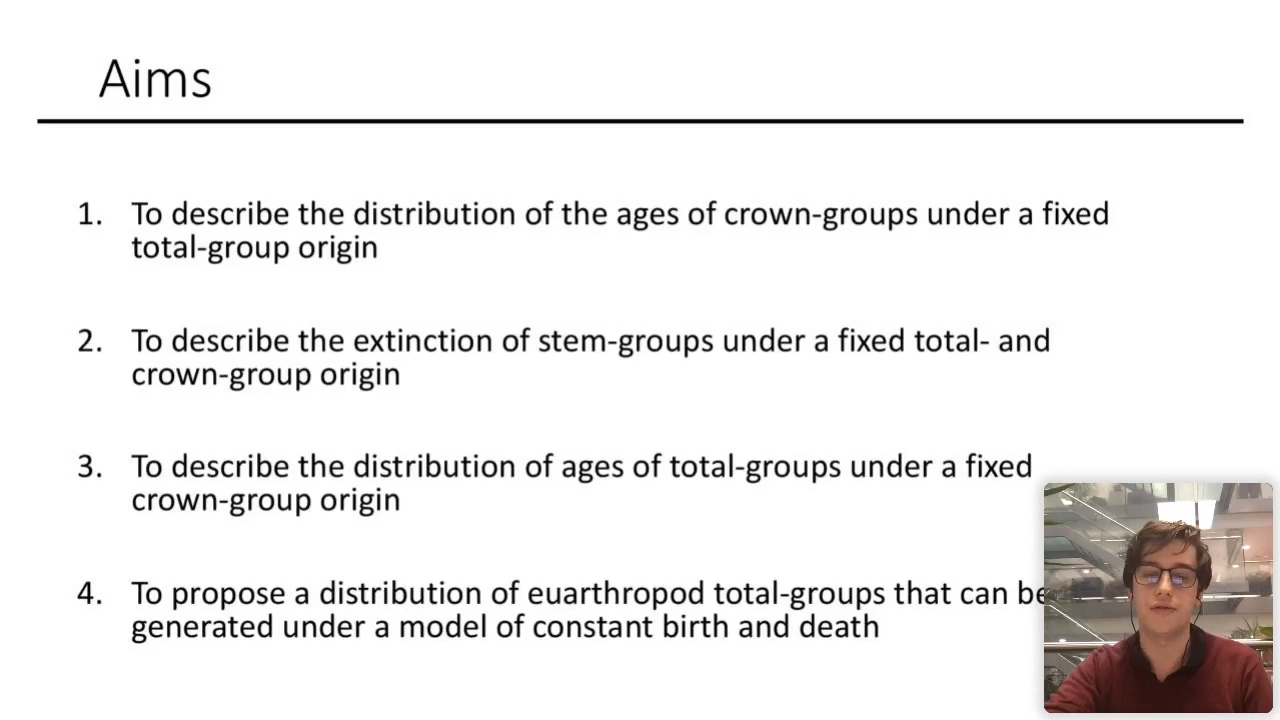 Aims
1. To describe the distribution of the ages of crown-groups under a fixed
total-group origin
2. To describe the extinction of stem-groups under a fixed total- and
crown-group origin
3. To describe the distribution of ages of total-groups under a fixed
crown-group origin
4. To propose a distribution of euarthropod total-groups that can be
generated under a model of constant birth and death